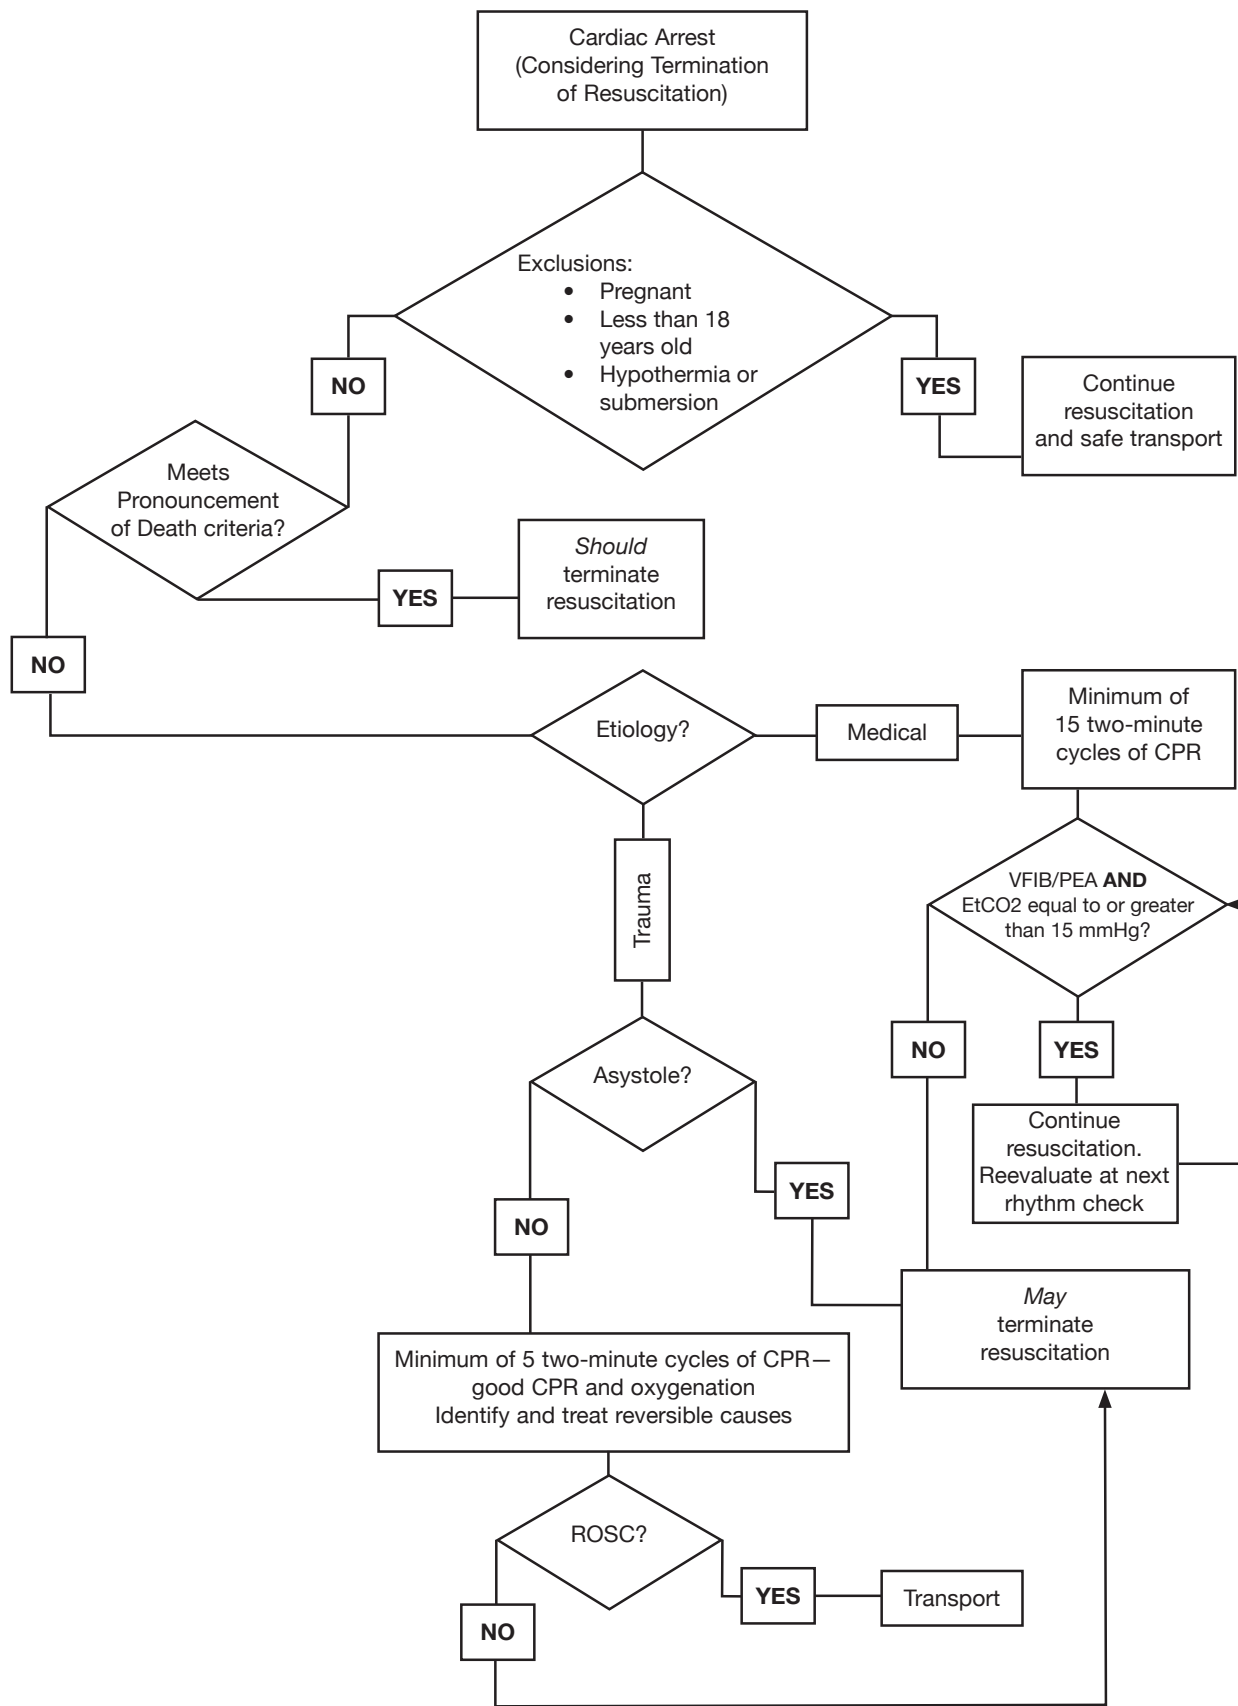 Cardiac Arrest
(Considering Termination
of Resuscitation)
Exclusions:
• Pregnant
• Less than 18
years old
• Hypothermia or
submersion
NO
YES
Continue
resuscitation
and safe transport
Meets
Pronouncement
of Death criteria?
Should
terminate
resuscitation
YES
NO
Etiology?
Medical
Minimum of
15 two-minute
cycles of CPR
Trauma
VFIB/PEA AND
EtCO2 equal to or greater
than 15 mmHg?
NO
YES
Asystole?
Continue
resuscitation.
Reevaluate at next
rhythm check
YES
NO
May
terminate
resuscitation
Minimum of 5 two-minute cycles of CPR—
good CPR and oxygenation
Identify and treat reversible causes
ROSC?
YES
Transport
NO